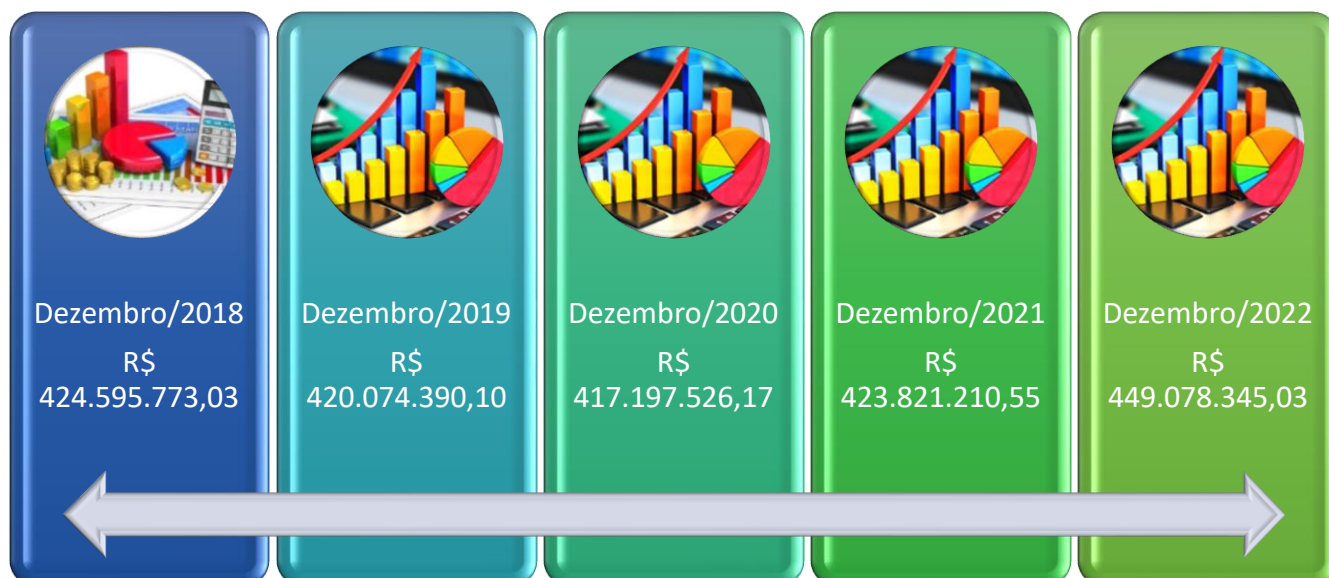 Dezembro/2018
R$
424.595.773,03
Dezembro/2019
R$
420.074.390,10
Dezembro/2020
R$
417.197.526,17
Dezembro/2021
R$
423.821.210,55
Dezembro/2022
R$
449.078.345,03